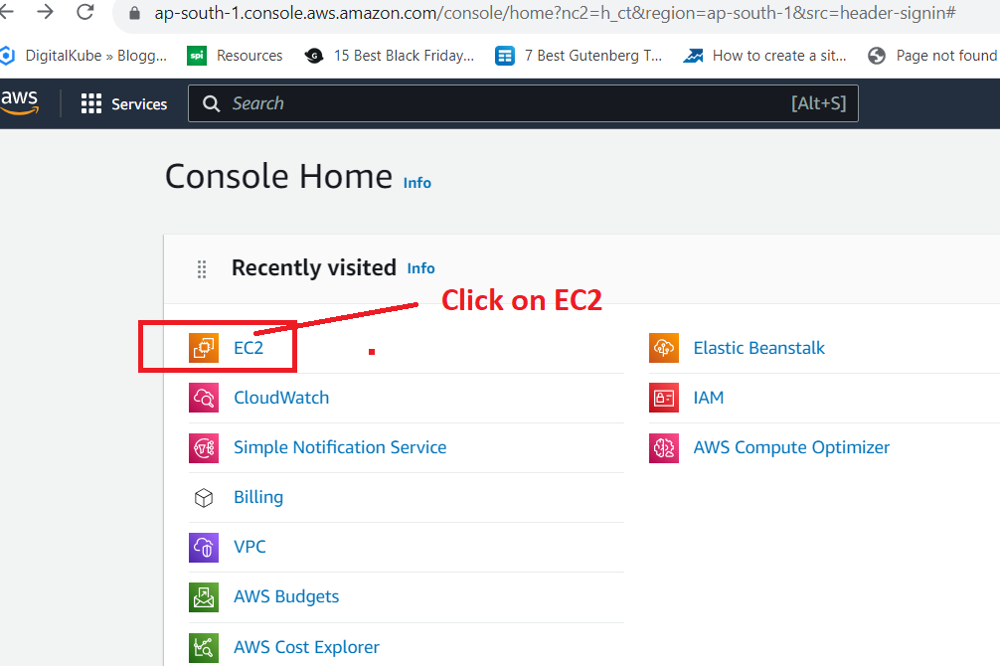 ap-south-1.console.aws.amazon.com/console/home?nc2=h_ct&region=ap-south-1&src=header-signin#
DigitalKube » Blogg... spi Resources G 15 Best Black Friday... 7 Best Gutenberg T... How to create a sit... Page not found
aws Services Search [Alt+S]
Console Home Info
Recently visited Info
Click on EC2
EC2 Elastic Beanstalk
CloudWatch IAM
Simple Notification Service AWS Compute Optimizer
Billing
VPC
AWS Budgets
AWS Cost Explorer